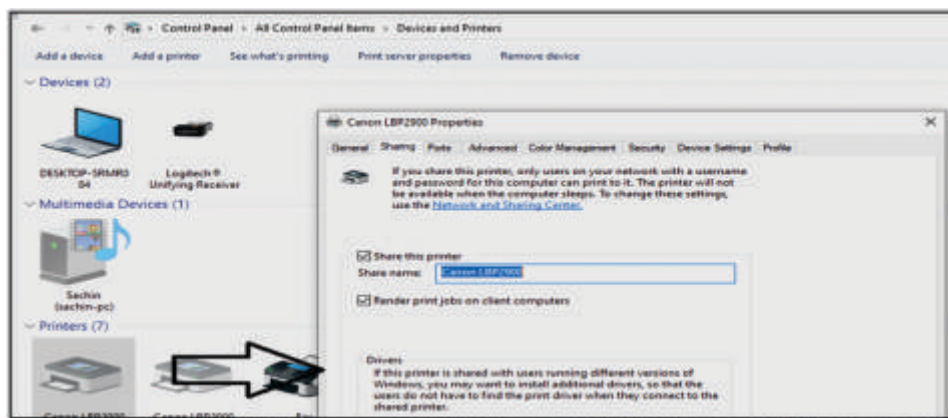 Control Panel > All Control Panel Items > Devices and Printers
Add a device Add a printer See what's printing Print server properties Remove device
Devices (2)
DESKTOP-SRMIR3
04
Logitech®
Unifying Receiver
Multimedia Devices (1)
Sachin
(sachin-pc)
Printers (7)
Canon LBP2900 Properties
General Sharing Ports Advanced Color Management Security Device Settings Profile
If you share this printer, only users on your network with a username
and password for this computer can print to it. The printer will not
be available when the computer sleeps. To change these settings,
use the Network and Sharing Center.
Share this printer
Share name: Canon LBP2900
Render print jobs on client computers
Drivers
If this printer is shared with users running different versions of
Windows, you may want to install additional drivers, so that the
users do not have to find the print driver when they connect to the
shared printer.